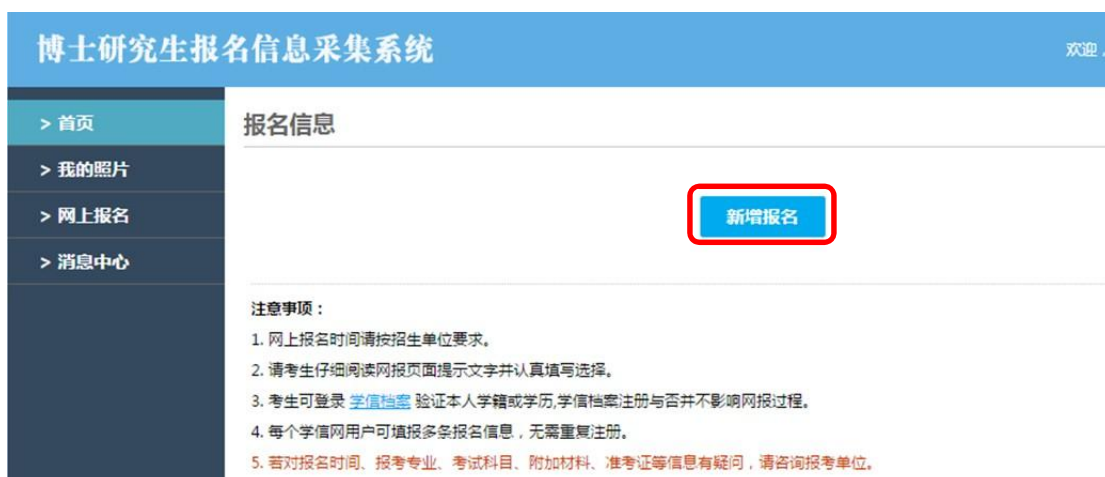 博士研究生报名信息采集系统
欢迎，
> 首页
> 我的照片
> 网上报名
> 消息中心
报名信息
新增报名
注意事项：
1. 网上报名时间请按招生单位要求。
2. 请考生仔细阅读网报页面提示文字并认真填写选择。
3. 考生可登录 学信档案 验证本人学籍或学历,学信档案注册与否并不影响网报过程。
4. 每个学信网用户可填报多条报名信息，无需重复注册。
5. 若对报名时间、报考专业、考试科目、附加材料、准考证等信息有疑问，请咨询报考单位。